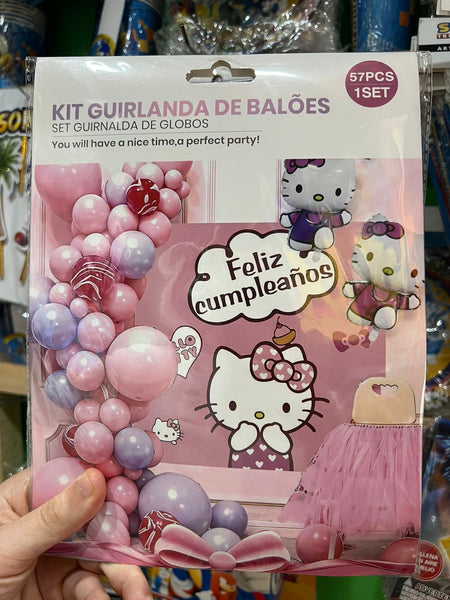 57PCS
1SET
KIT GUIRLANDA DE BALÕES
SET GUIRNALDA DE GLOBOS
You will have a nice time,a perfect party!
Feliz
cumpleaños